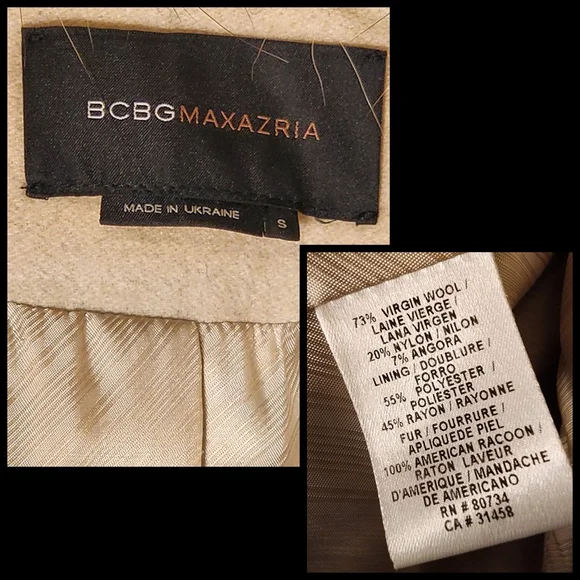 BCBGMAXAZRIA
MADE IN UKRAINE
S
73% VIRGIN WOOL /
LAINE VIERGE /
LANA VIRGEN
20% NYLON / NILON
7% ANGORA
LINING / DOUBLURE /
FORRO
55% POLYESTER /
POLIESTER
45% RAYON / RAYONNE
FUR / FOURRURE /
APLIQUEDE PIEL
100% AMERICAN RACOON /
RATON LAVEUR
D'AMERIQUE / MANDACHE
DE AMERICANO
RN # 80734
CA # 31458